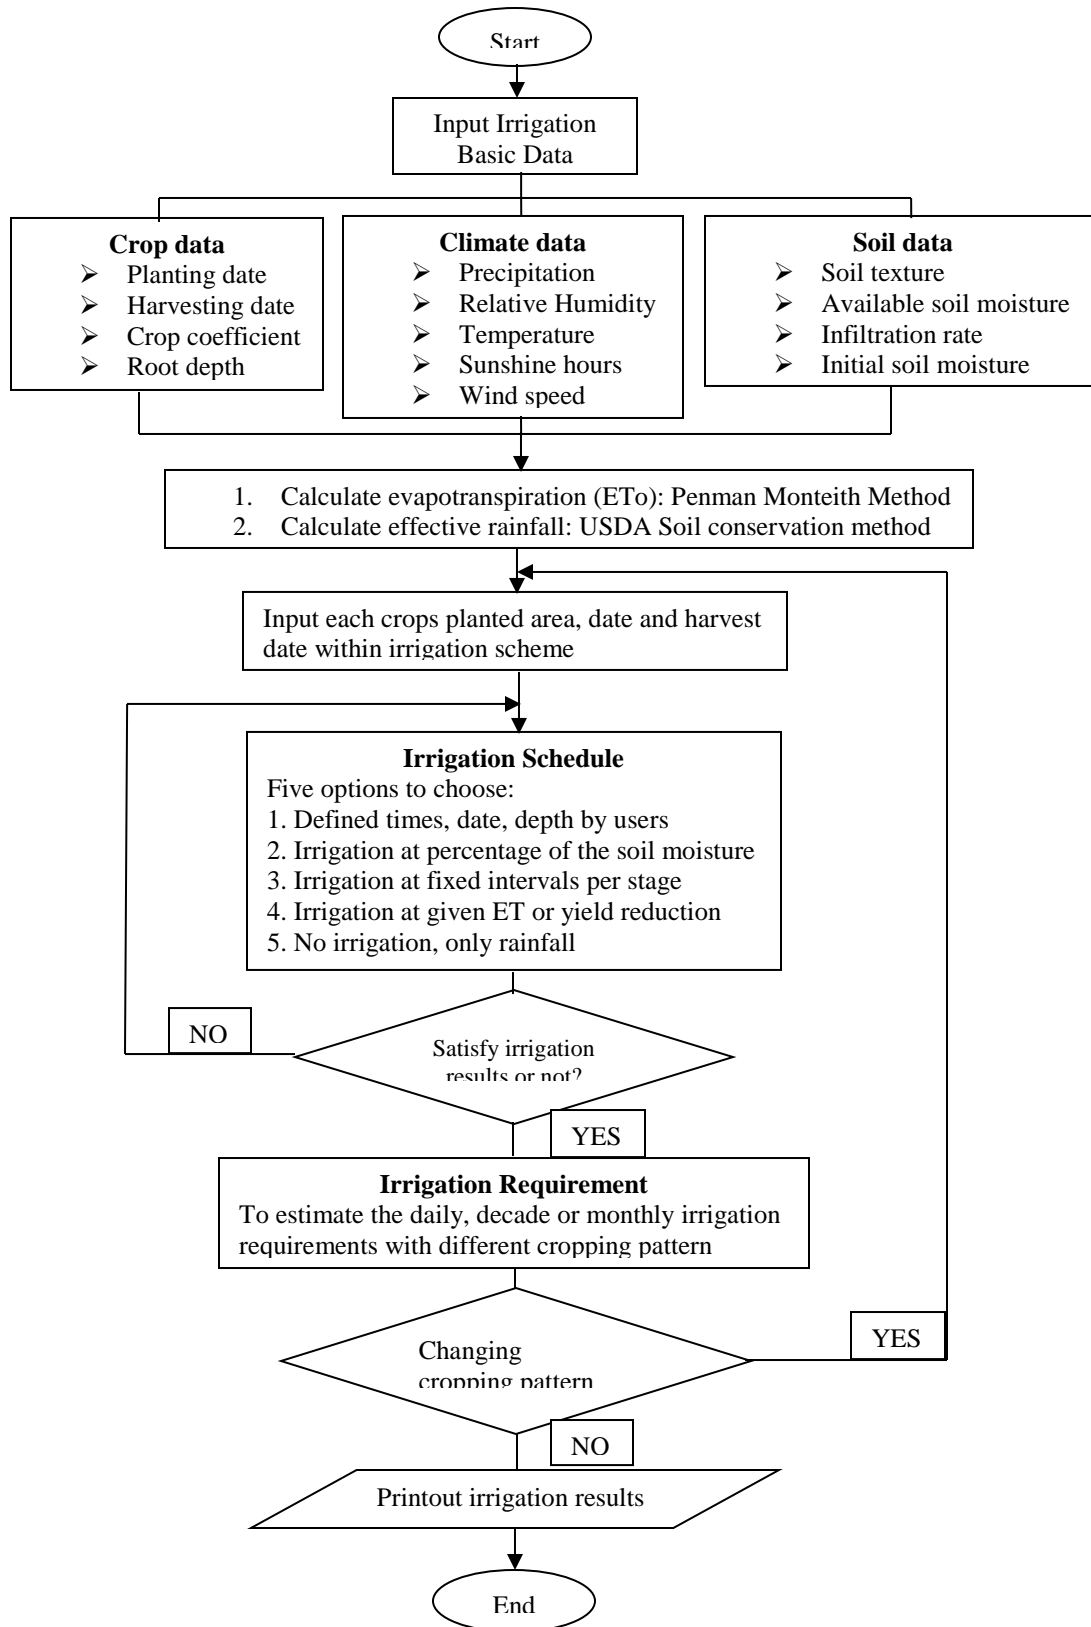 Start
Input Irrigation
Basic Data
Crop data
➢ Planting date
➢ Harvesting date
➢ Crop coefficient
➢ Root depth
Climate data
➢ Precipitation
➢ Relative Humidity
➢ Temperature
➢ Sunshine hours
➢ Wind speed
Soil data
➢ Soil texture
➢ Available soil moisture
➢ Infiltration rate
➢ Initial soil moisture
1. Calculate evapotranspiration (ETo): Penman Monteith Method
2. Calculate effective rainfall: USDA Soil conservation method
Input each crops planted area, date and harvest
date within irrigation scheme
Irrigation Schedule
Five options to choose:
1. Defined times, date, depth by users
2. Irrigation at percentage of the soil moisture
3. Irrigation at fixed intervals per stage
4. Irrigation at given ET or yield reduction
5. No irrigation, only rainfall
NO
Satisfy irrigation
results or not?
YES
Irrigation Requirement
To estimate the daily, decade or monthly irrigation
requirements with different cropping pattern
YES
Changing
cropping pattern
NO
Printout irrigation results
End